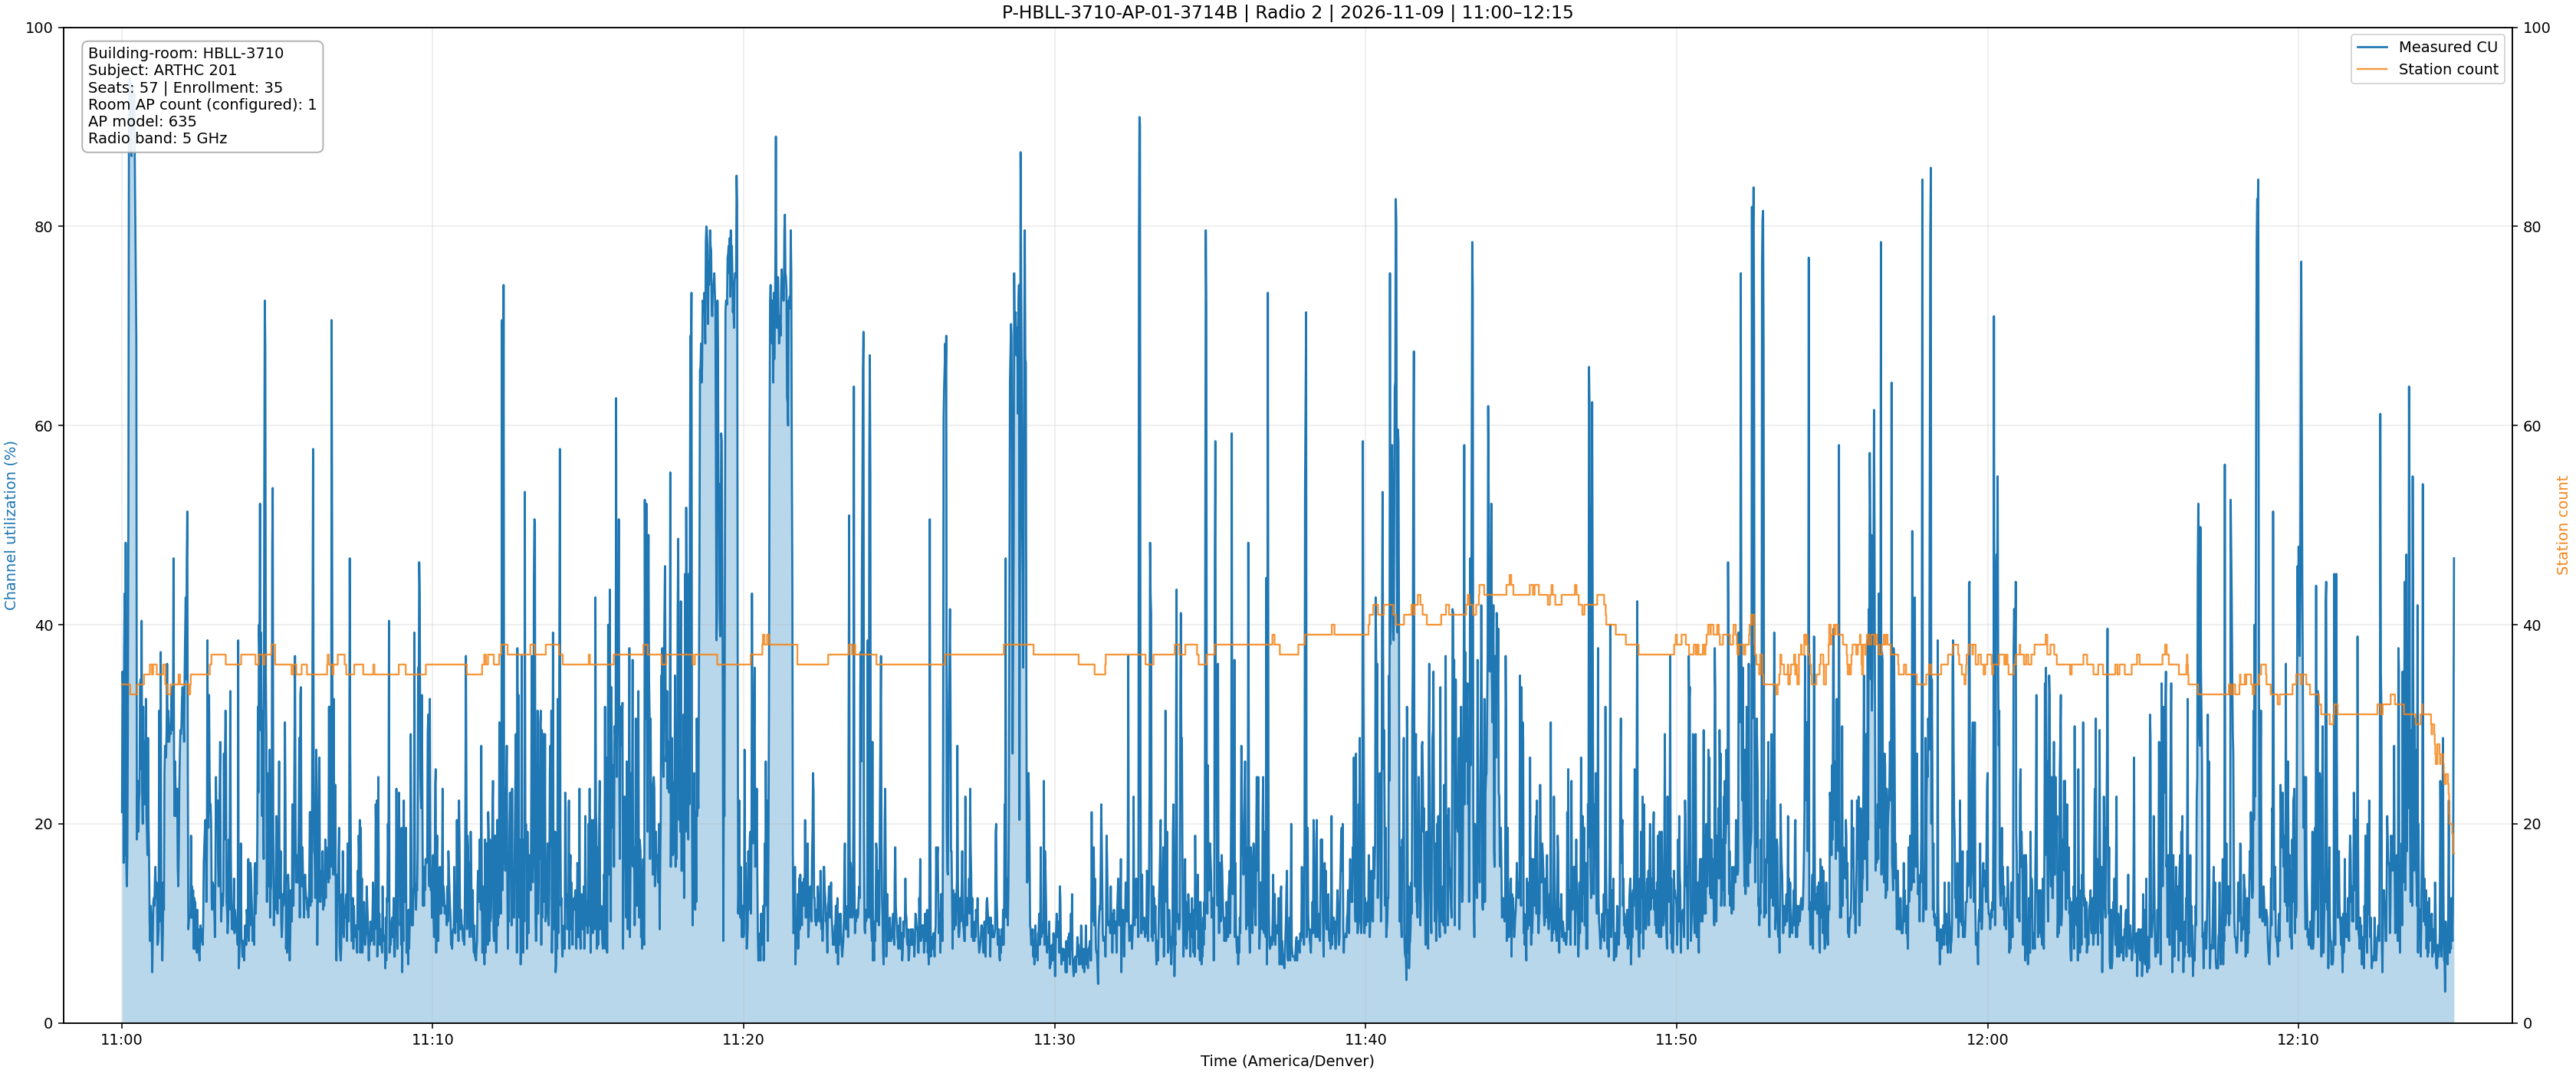 P-HBLL-3710-AP-01-3714B | Radio 2 | 2026-11-09 | 11:00–12:15
Building-room: HBLL-3710
Subject: ARTHC 201
Seats: 57 | Enrollment: 35
Room AP count (configured): 1
AP model: 635
Radio band: 5 GHz
Measured CU
Station count
Channel utilization (%)
100
80
60
40
20
0
Station count
100
80
60
40
20
0
11:00 11:10 11:20 11:30 11:40 11:50 12:00 12:10
Time (America/Denver)